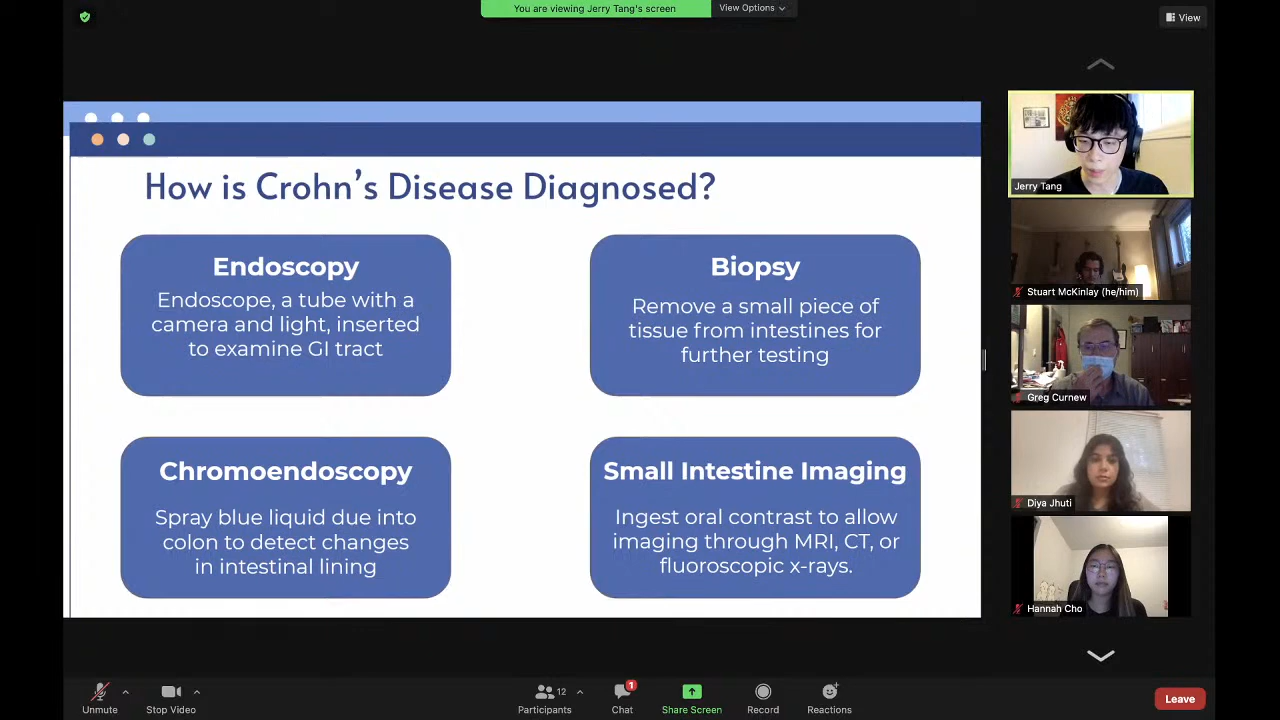 You are viewing Jerry Tang's screen
View Options
View
How is Crohn's Disease Diagnosed?
Endoscopy
Endoscope, a tube with a
camera and light, inserted
to examine GI tract
Biopsy
Remove a small piece of
tissue from intestines for
further testing
Chromoendoscopy
Spray blue liquid due into
colon to detect changes
in intestinal lining
Small Intestine Imaging
Ingest oral contrast to allow
imaging through MRI, CT, or
fluoroscopic x-rays.
Jerry Tang
Stuart McKinlay (he/him)
Greg Curnew
Diya Jhuti
Hannah Cho
Unmute
Stop Video
12
Participants
1
Chat
Share Screen
Record
Reactions
Leave